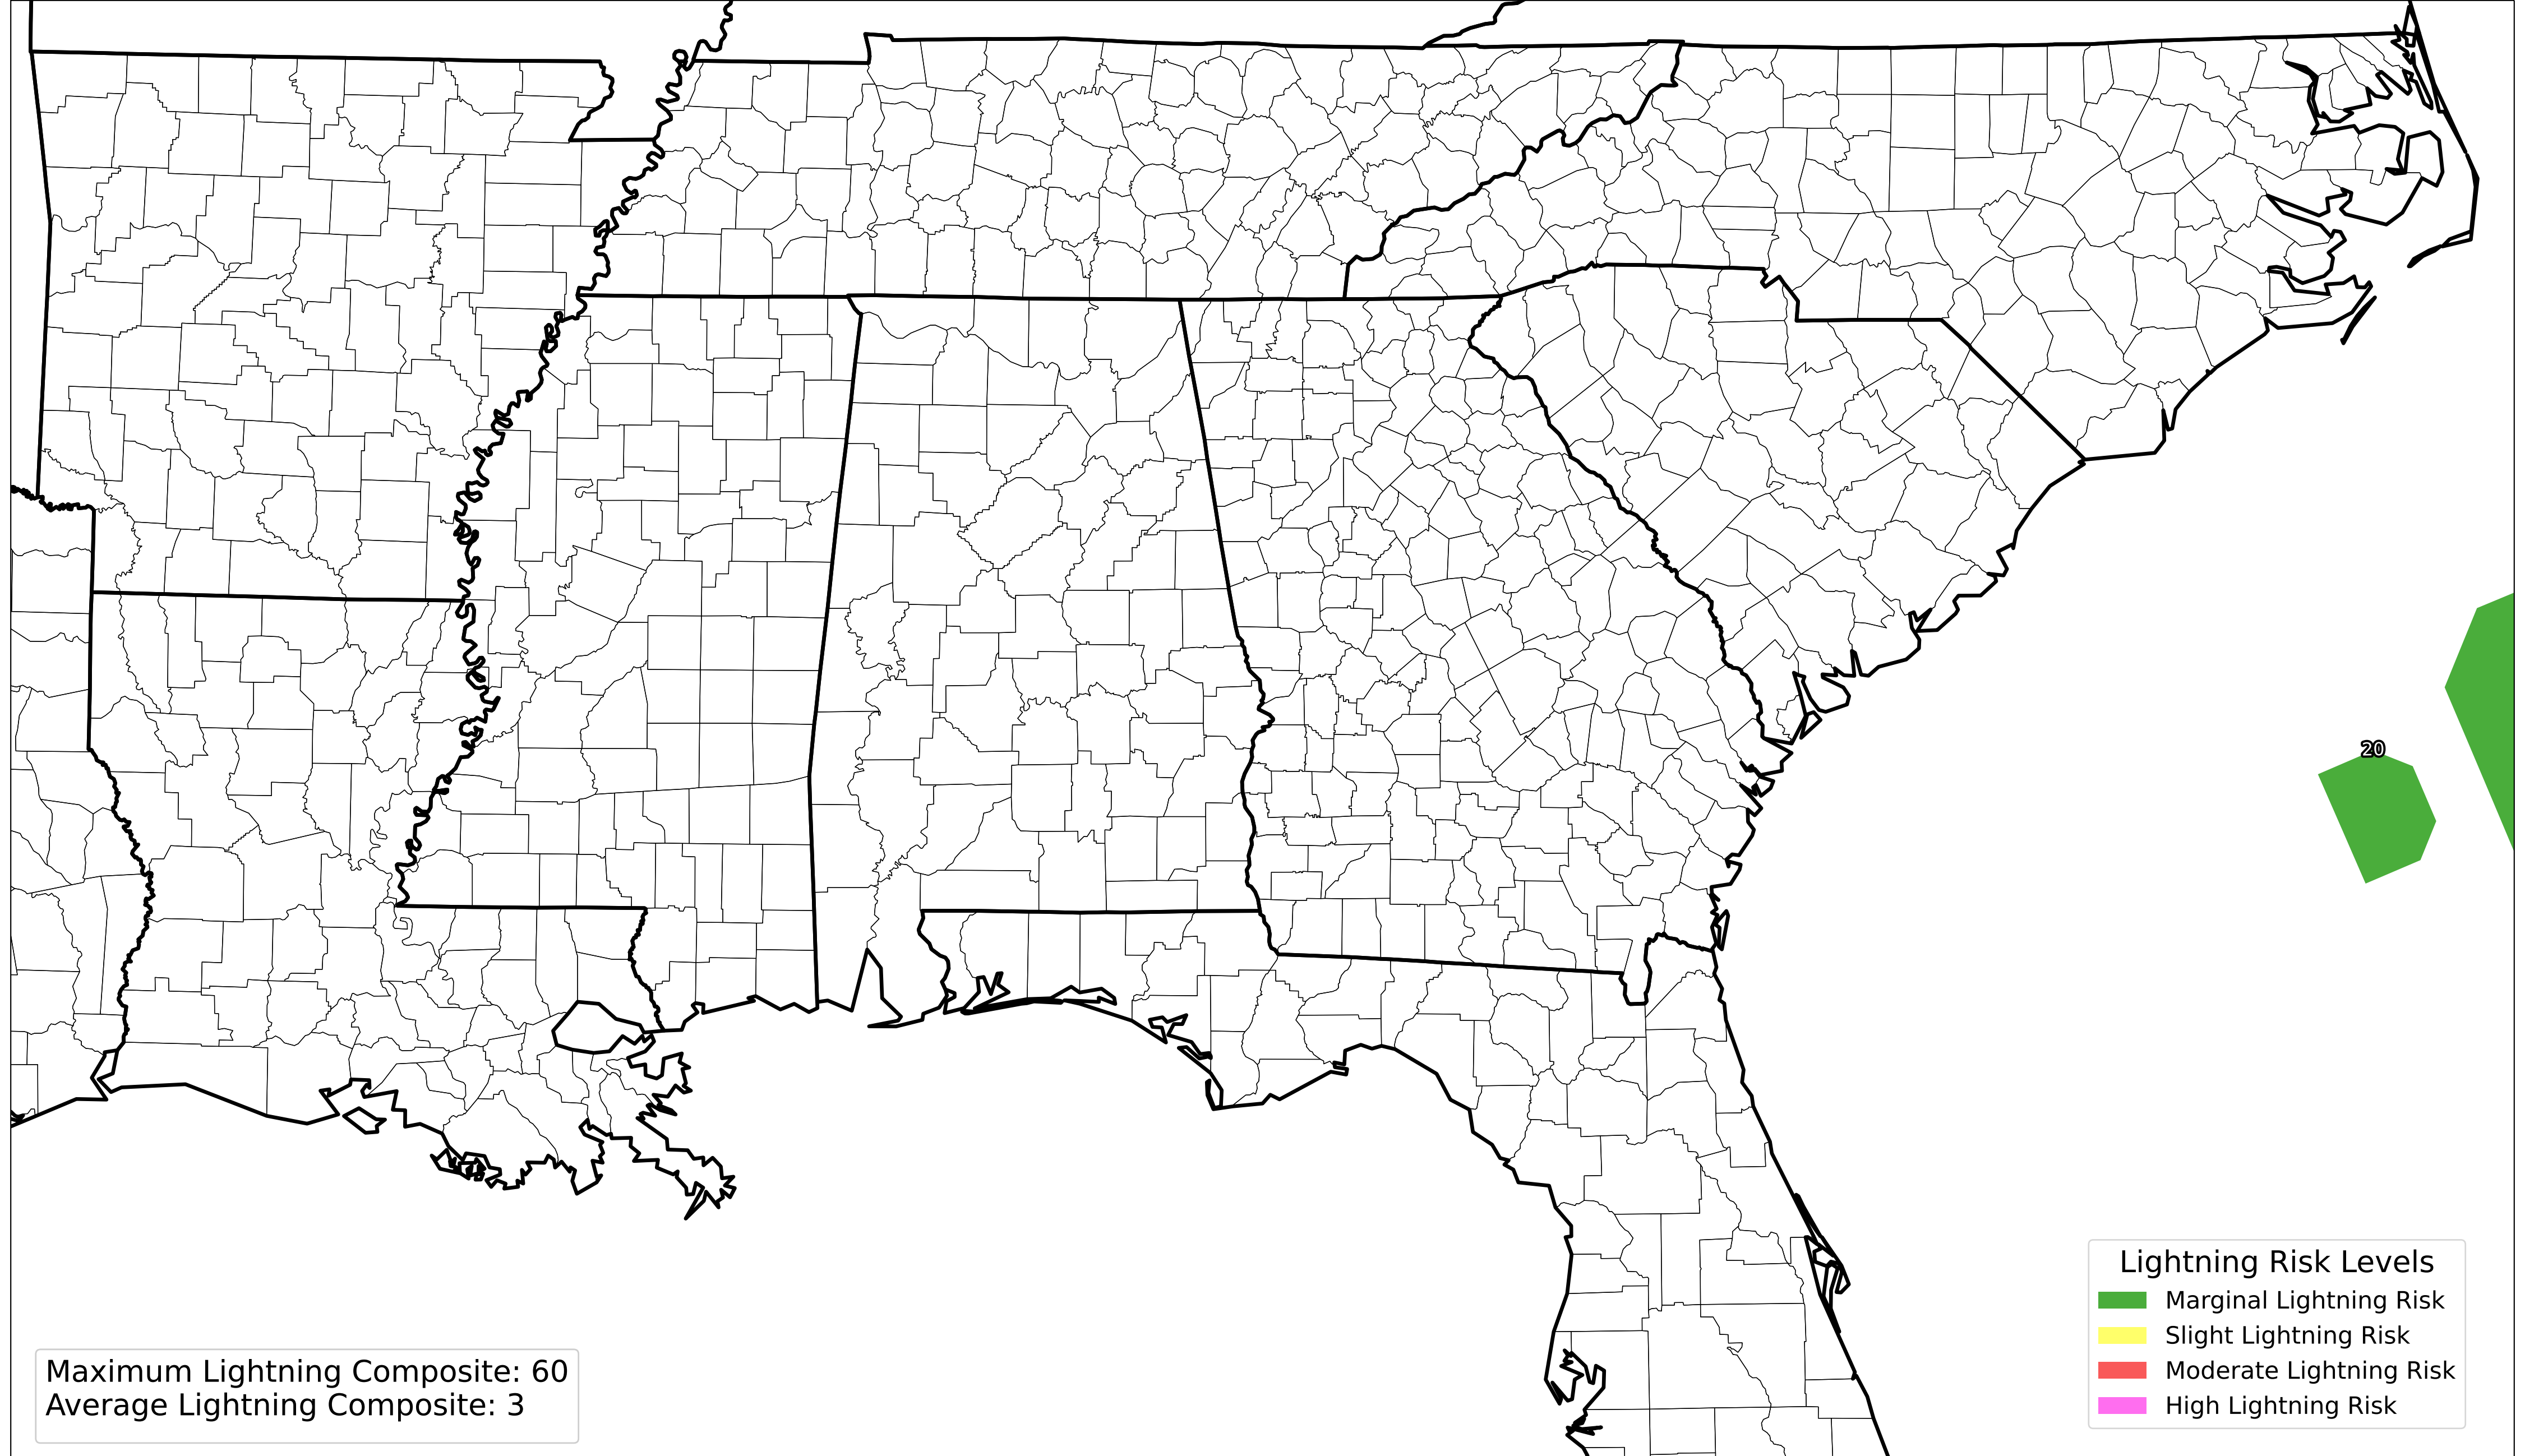 20
Lightning Risk Levels
Marginal Lightning Risk
Slight Lightning Risk
Moderate Lightning Risk
High Lightning Risk
Maximum Lightning Composite: 60
Average Lightning Composite: 3